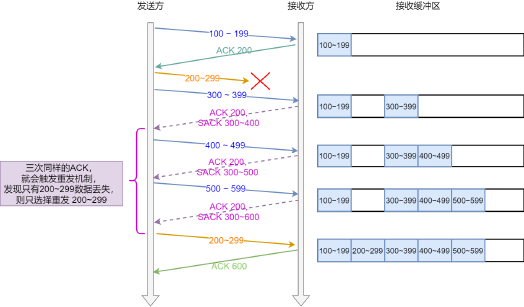 发送方 接收方 接收缓冲区
100 ~ 199
ACK 200
100~199
200~299
300 ~ 399
100~199 300~399
ACK 200
SACK 300~400
400 ~ 499
100~199 300~399 400~499
ACK 200
SACK 300~500
三次同样的ACK,
就会触发重发机制,
发现只有200~299数据丢失,
则只选择重发 200~299
500 ~ 599
100~199 300~399 400~499 500~599
ACK 200
SACK 300~600
200~299
100~199 200~299 300~399 400~499 500~599
ACK 600